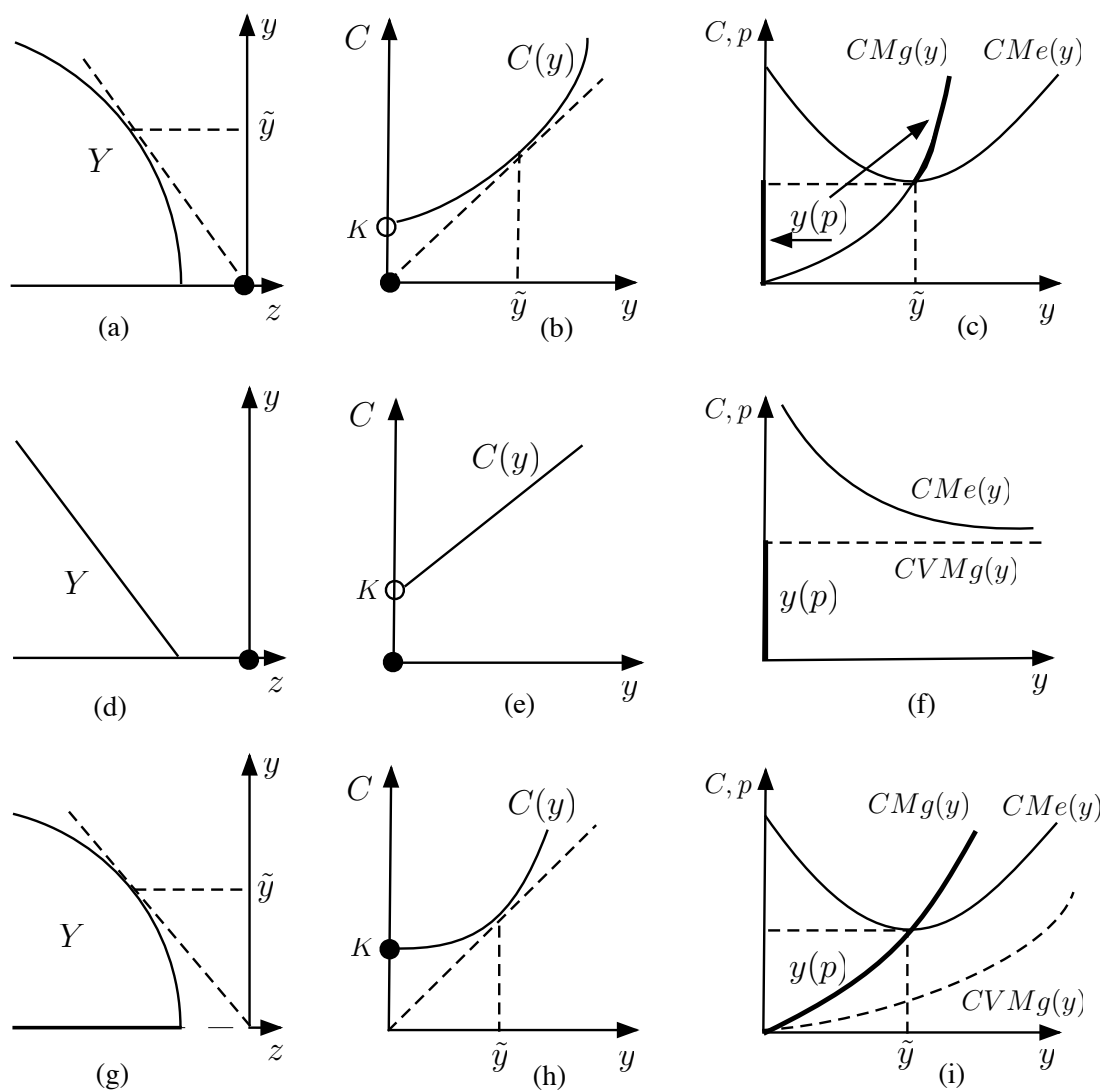 y
ỹ
Y
z
(a)
C
C(y)
K
ỹ
y
(b)
C, p
CMg(y)
CMe(y)
y(p)
ỹ
y
(c)
y
Y
z
(d)
C
C(y)
K
y
(e)
C, p
CMe(y)
CVMg(y)
y(p)
y
(f)
y
ỹ
Y
z
(g)
C
C(y)
K
ỹ
y
(h)
C, p
CMg(y)
CMe(y)
y(p)
CVMg(y)
ỹ
y
(i)